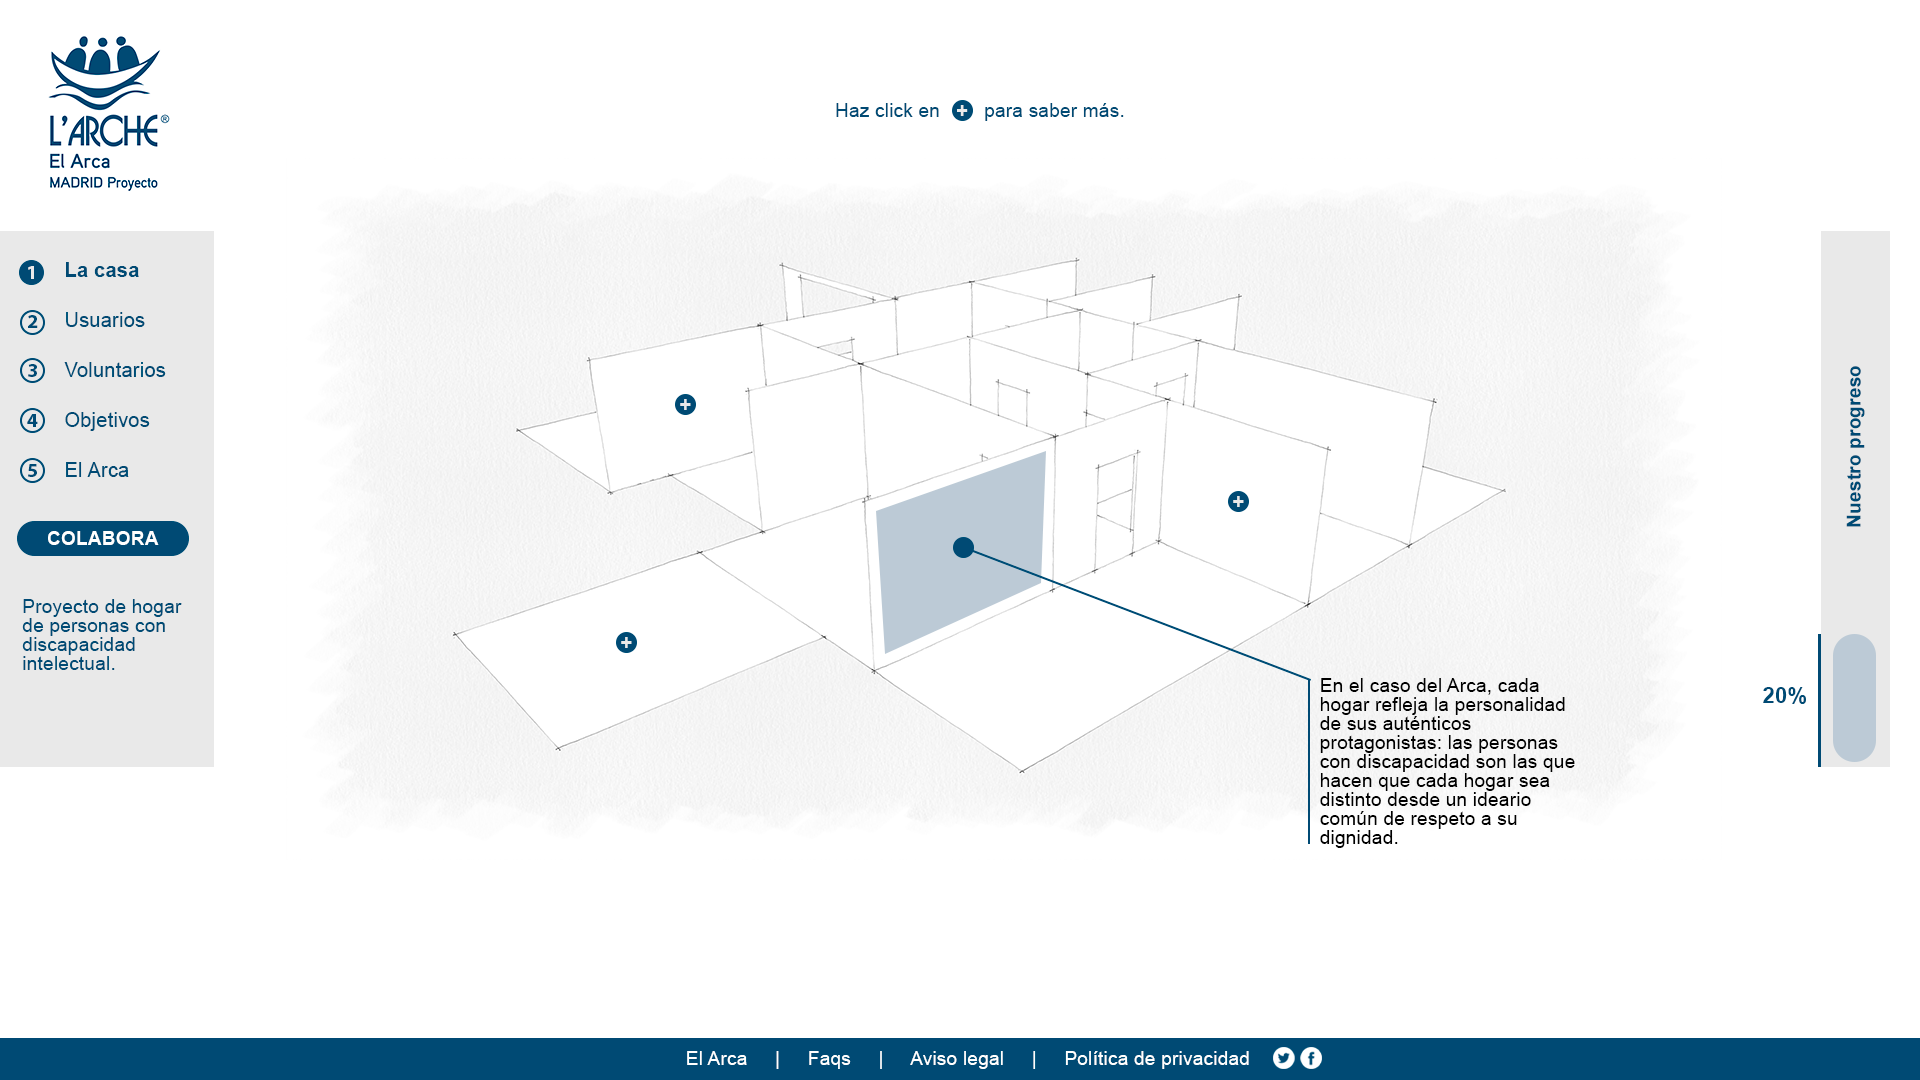 L'ARCHE®
El Arca
MADRID Proyecto
Haz click en + para saber más.
1 La casa
2 Usuarios
3 Voluntarios
4 Objetivos
5 El Arca
COLABORA
Proyecto de hogar
de personas con
discapacidad
intelectual.
En el caso del Arca, cada
hogar refleja la personalidad
de sus auténticos
protagonistas: las personas
con discapacidad son las que
hacen que cada hogar sea
distinto desde un ideario
común de respeto a su
dignidad.
Nuestro progreso
20%
El Arca | Faqs | Aviso legal | Política de privacidad